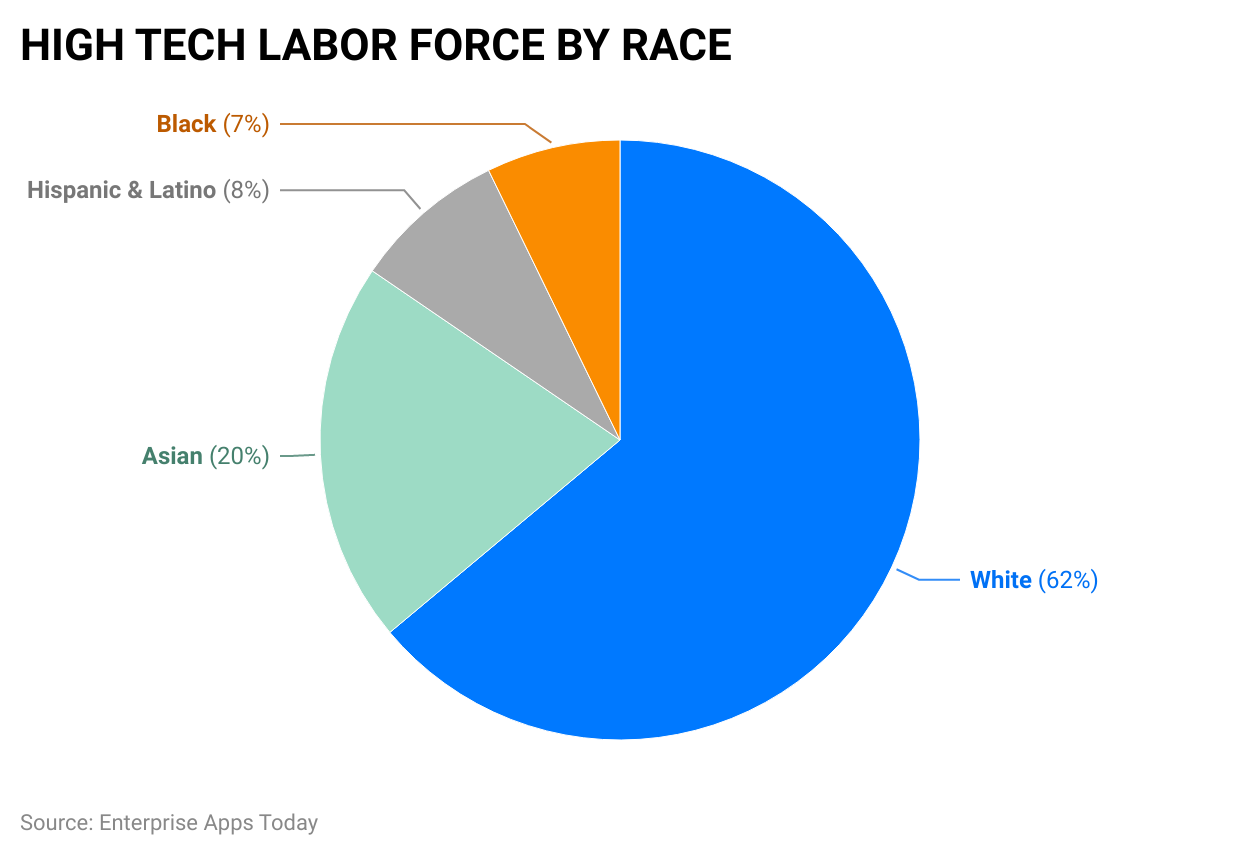 HIGH TECH LABOR FORCE BY RACE
Black (7%)
Hispanic & Latino (8%)
Asian (20%)
White (62%)
Source: Enterprise Apps Today